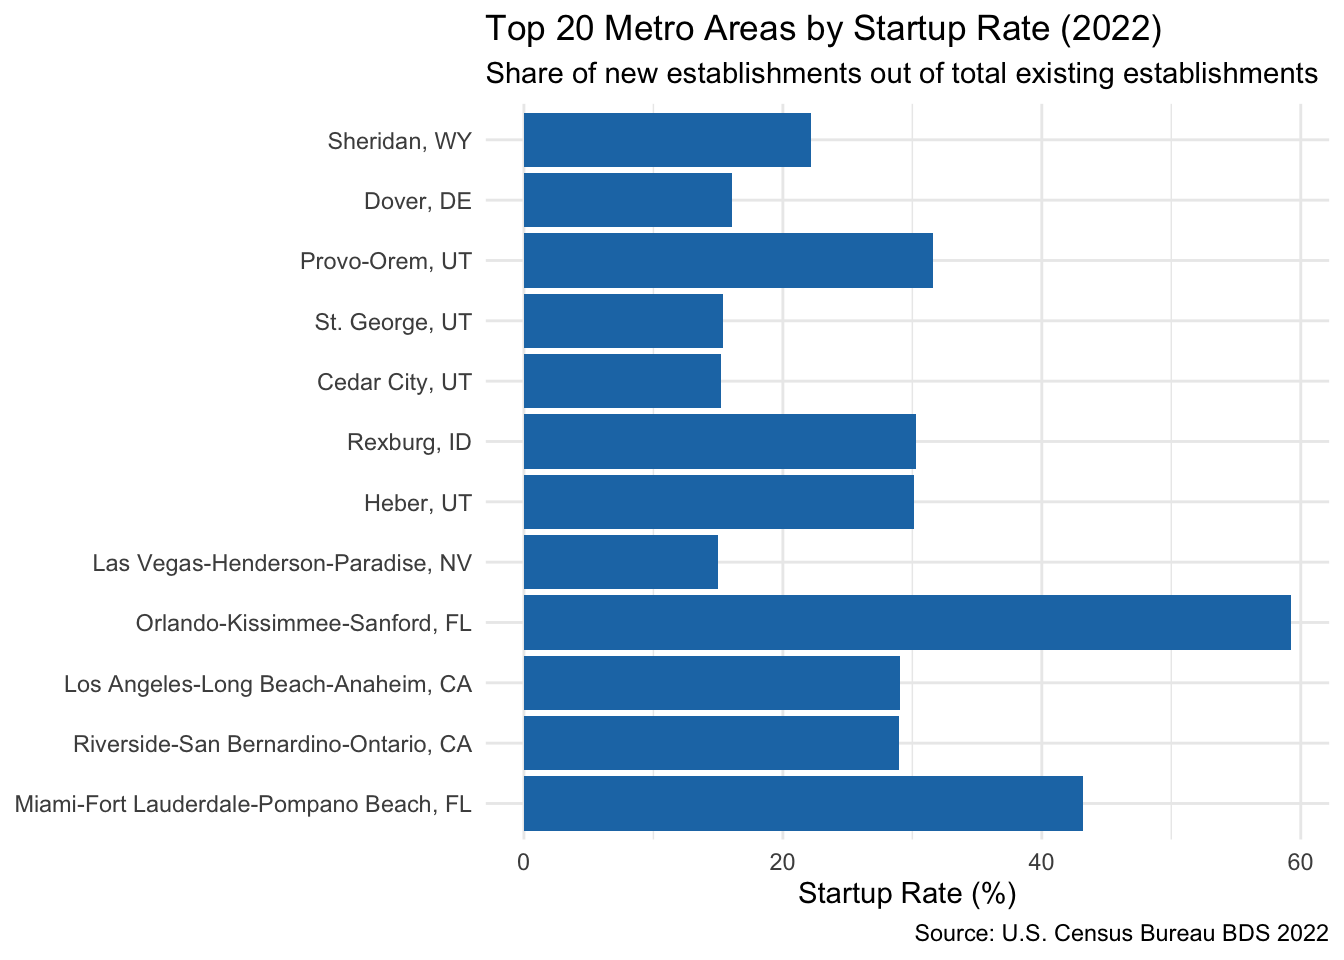 Top 20 Metro Areas by Startup Rate (2022)
Share of new establishments out of total existing establishments
Sheridan, WY
Dover, DE
Provo-Orem, UT
St. George, UT
Cedar City, UT
Rexburg, ID
Heber, UT
Las Vegas-Henderson-Paradise, NV
Orlando-Kissimmee-Sanford, FL
Los Angeles-Long Beach-Anaheim, CA
Riverside-San Bernardino-Ontario, CA
Miami-Fort Lauderdale-Pompano Beach, FL
0 20 40 60
Startup Rate (%)
Source: U.S. Census Bureau BDS 2022